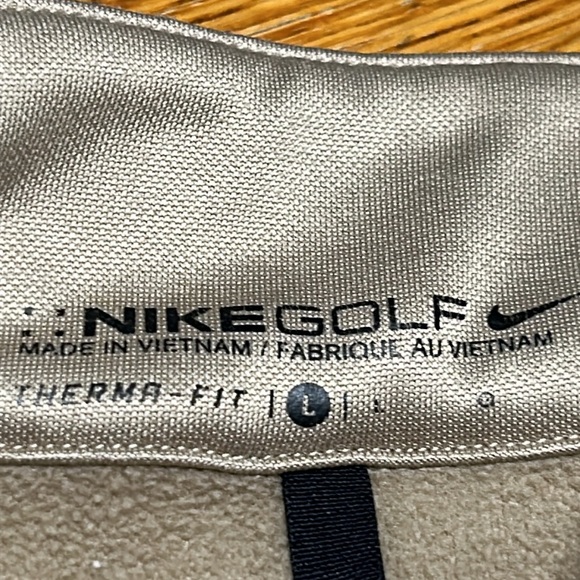 NIKEGOLF
MADE IN VIETNAM / FABRIQUE AU VIETNAM
THERMA-FIT | L |